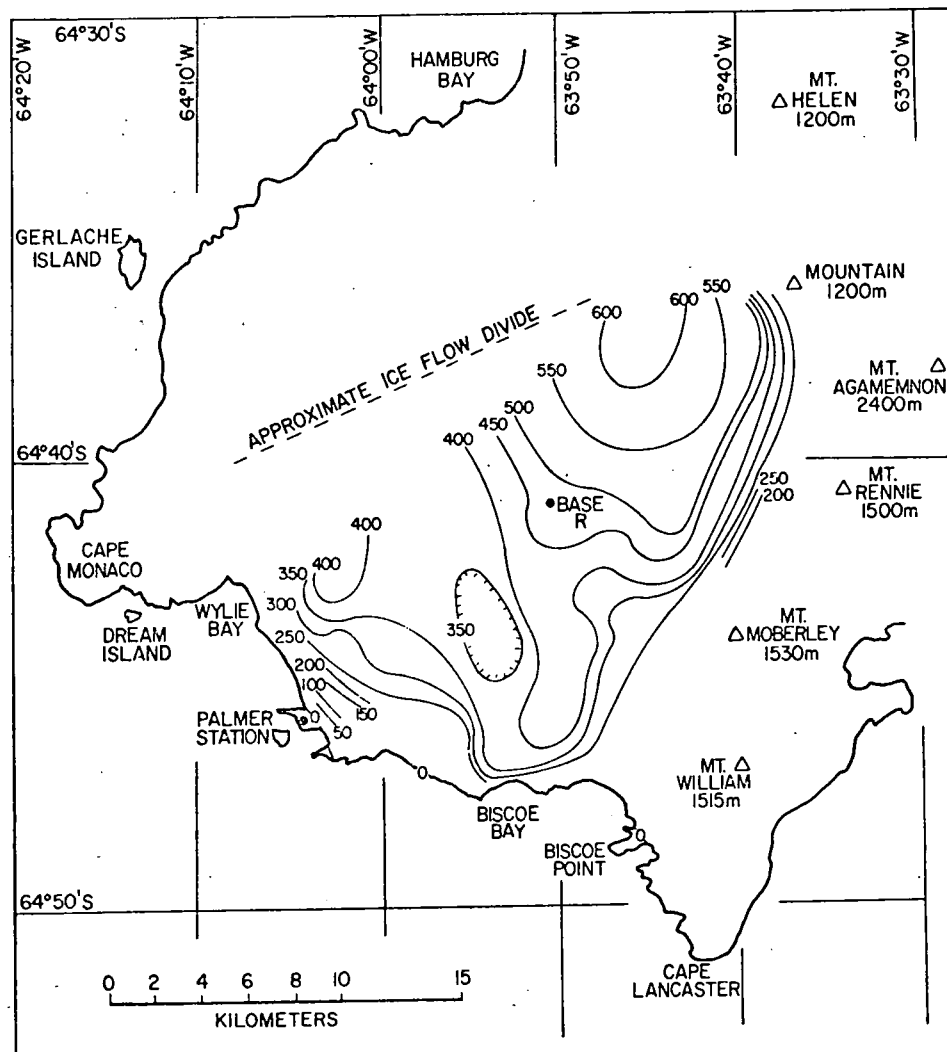 64°30'S
64°20'W
64°10'W
64°00'W
63°50'W
63°40'W
63°30'W
HAMBURG
BAY
MT.
HELEN
1200m
GERLACHE
ISLAND
MOUNTAIN
1200m
600
600
550
APPROXIMATE ICE FLOW DIVIDE
550
MT.
AGAMEMNON
2400m
500
450
400
64°40'S
250
200
MT.
RENNIE
1500m
BASE
R
400
400
350
300
250
200
100
0
150
50
350
CAPE
MONACO
DREAM
ISLAND
WYLIE
BAY
MT.
MOBERLEY
1530m
PALMER
STATION
0
BISCOE
BAY
MT.
WILLIAM
1515m
BISCOE
POINT
0
64°50'S
CAPE
LANCASTER
0 2 4 6 8 10 15
KILOMETERS